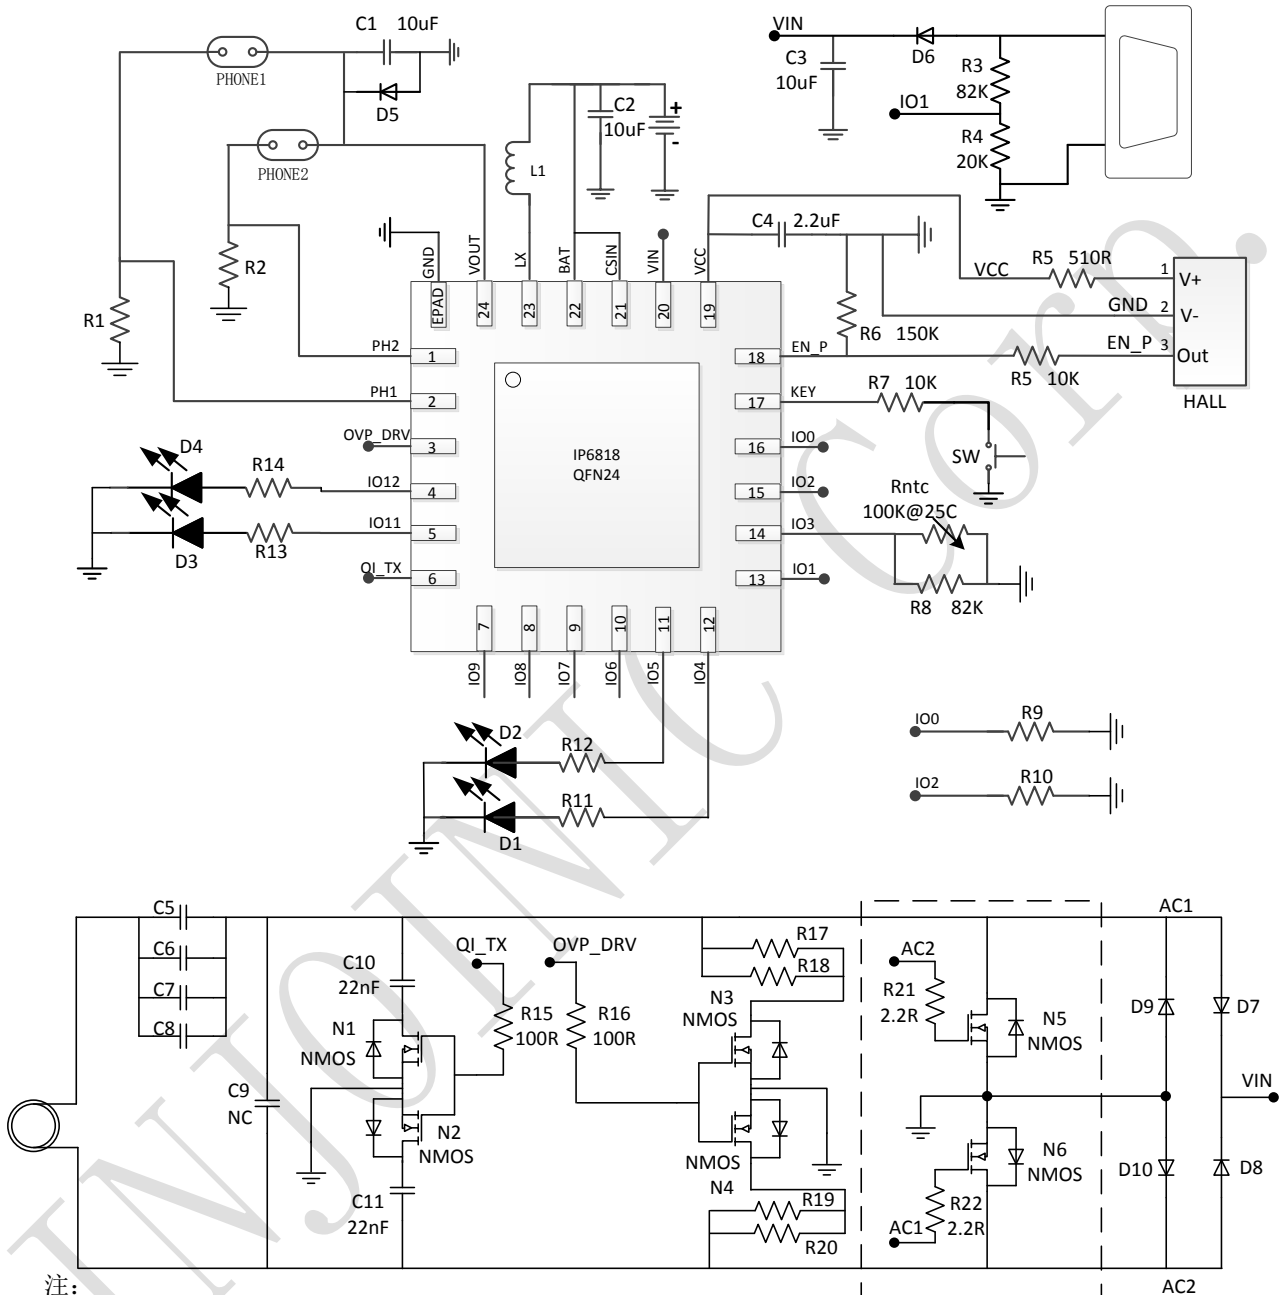 C1 10uF
PHONE1
D5
PHONE2
C2
10uF
+
-
L1
VIN
C3
10uF
D6
R3
82K
IO1
R4
20K
R2
R1
GND
VOUT
LX
BAT
CSIN
VIN
VCC
EPAD
24
23
22
21
20
19
C4 2.2uF
VCC
R5 510R
GND
R6 150K
EN_P
R5 10K
1
2
3
V+
V-
Out
HALL
PH2
1
PH1
2
OVP_DRV
3
IO12
4
IO11
5
QI_TX
6
IP6818
QFN24
18
EN_P
17
KEY
16
IO0
15
IO2
14
IO3
13
IO1
R7 10K
SW
Rntc
100K@25C
R8 82K
D4
R14
D3
R13
7
8
9
10
11
12
IO9
IO8
IO7
IO6
IO5
IO4
D2
R12
R11
D1
IO0
R9
IO2
R10
INJOINIC Corp.
C5
C6
C7
C8
C9
NC
C10
22nF
N1
NMOS
N2
NMOS
C11
22nF
QI_TX
R15
100R
OVP_DRV
R16
100R
R17
R18
N3
NMOS
NMOS
N4
R19
R20
AC2
R21
2.2R
N5
NMOS
N6
NMOS
R22
2.2R
AC1
AC1
D9
D7
VIN
D10
D8
AC2
注：